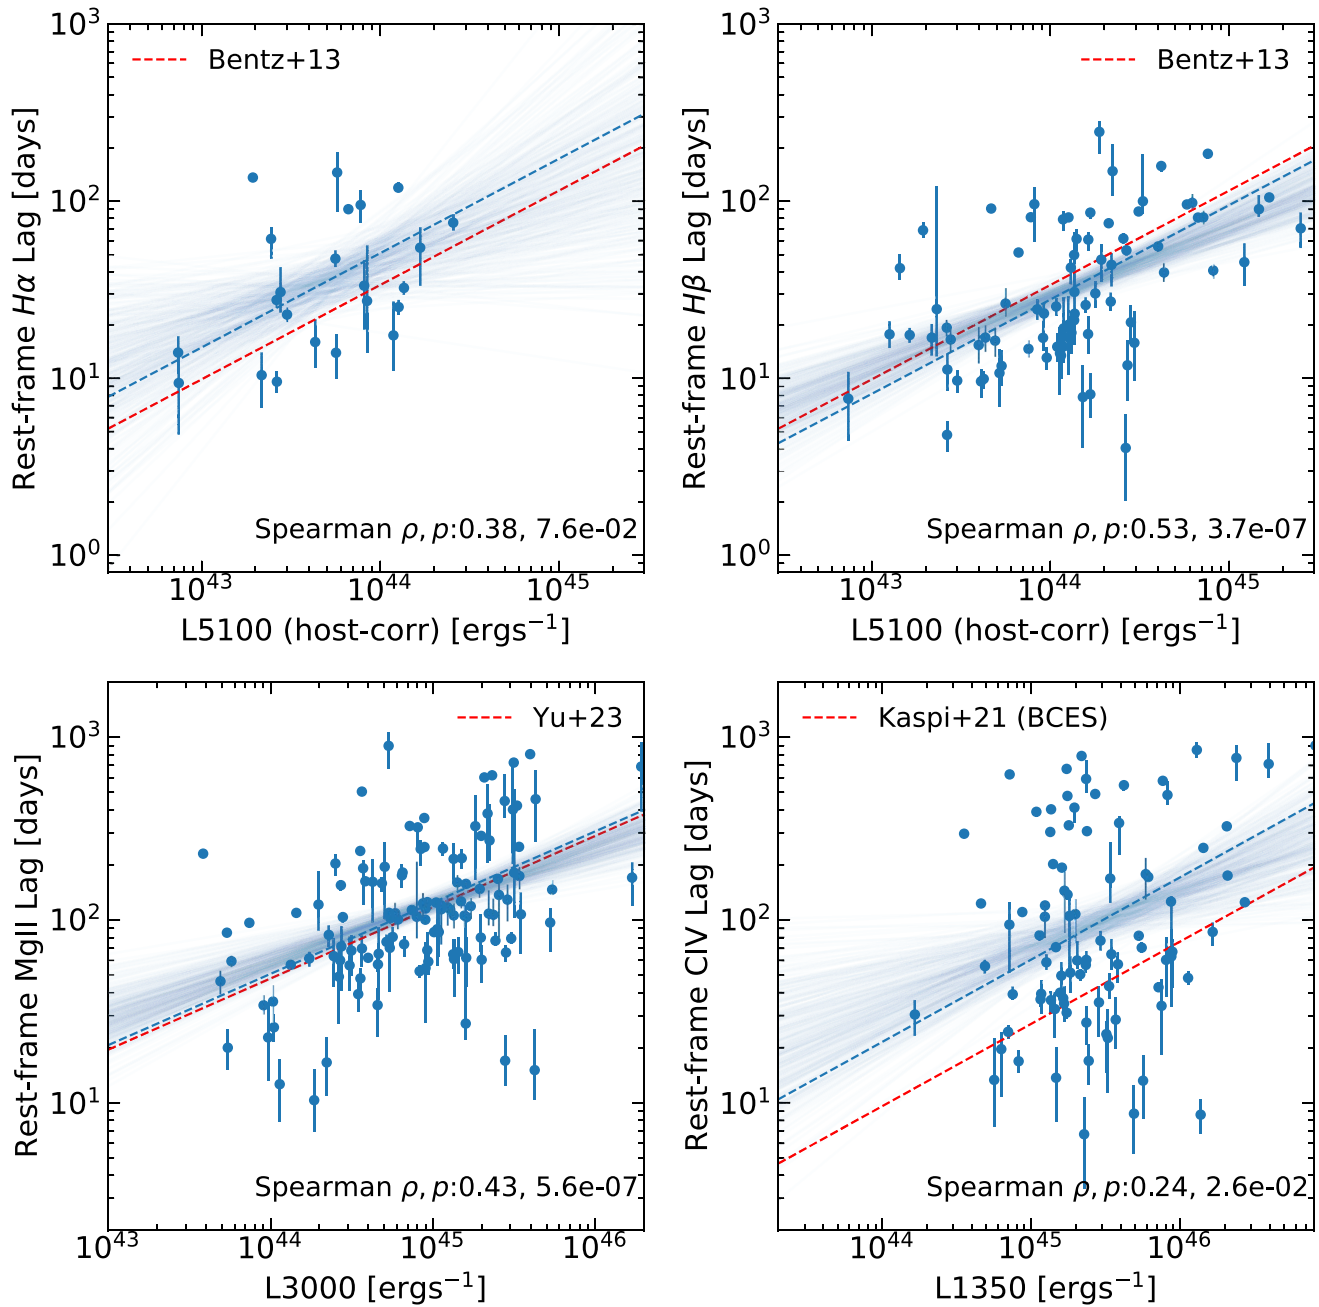 10³
10²
10¹
10⁰
Rest-frame Hα Lag [days]
Bentz+13
Spearman ρ, p:0.38, 7.6e-02
10⁴³ 10⁴⁴ 10⁴⁵
L5100 (host-corr) [ergs⁻¹]
10³
10²
10¹
10⁰
Rest-frame Hβ Lag [days]
Bentz+13
Spearman ρ, p:0.53, 3.7e-07
10⁴³ 10⁴⁴ 10⁴⁵
L5100 (host-corr) [ergs⁻¹]
10³
10²
10¹
Rest-frame MgII Lag [days]
Yu+23
Spearman ρ, p:0.43, 5.6e-07
10⁴³ 10⁴⁴ 10⁴⁵ 10⁴⁶
L3000 [ergs⁻¹]
10³
10²
10¹
Rest-frame CIV Lag [days]
Kaspi+21 (BCES)
Spearman ρ, p:0.24, 2.6e-02
10⁴⁴ 10⁴⁵ 10⁴⁶
L1350 [ergs⁻¹]